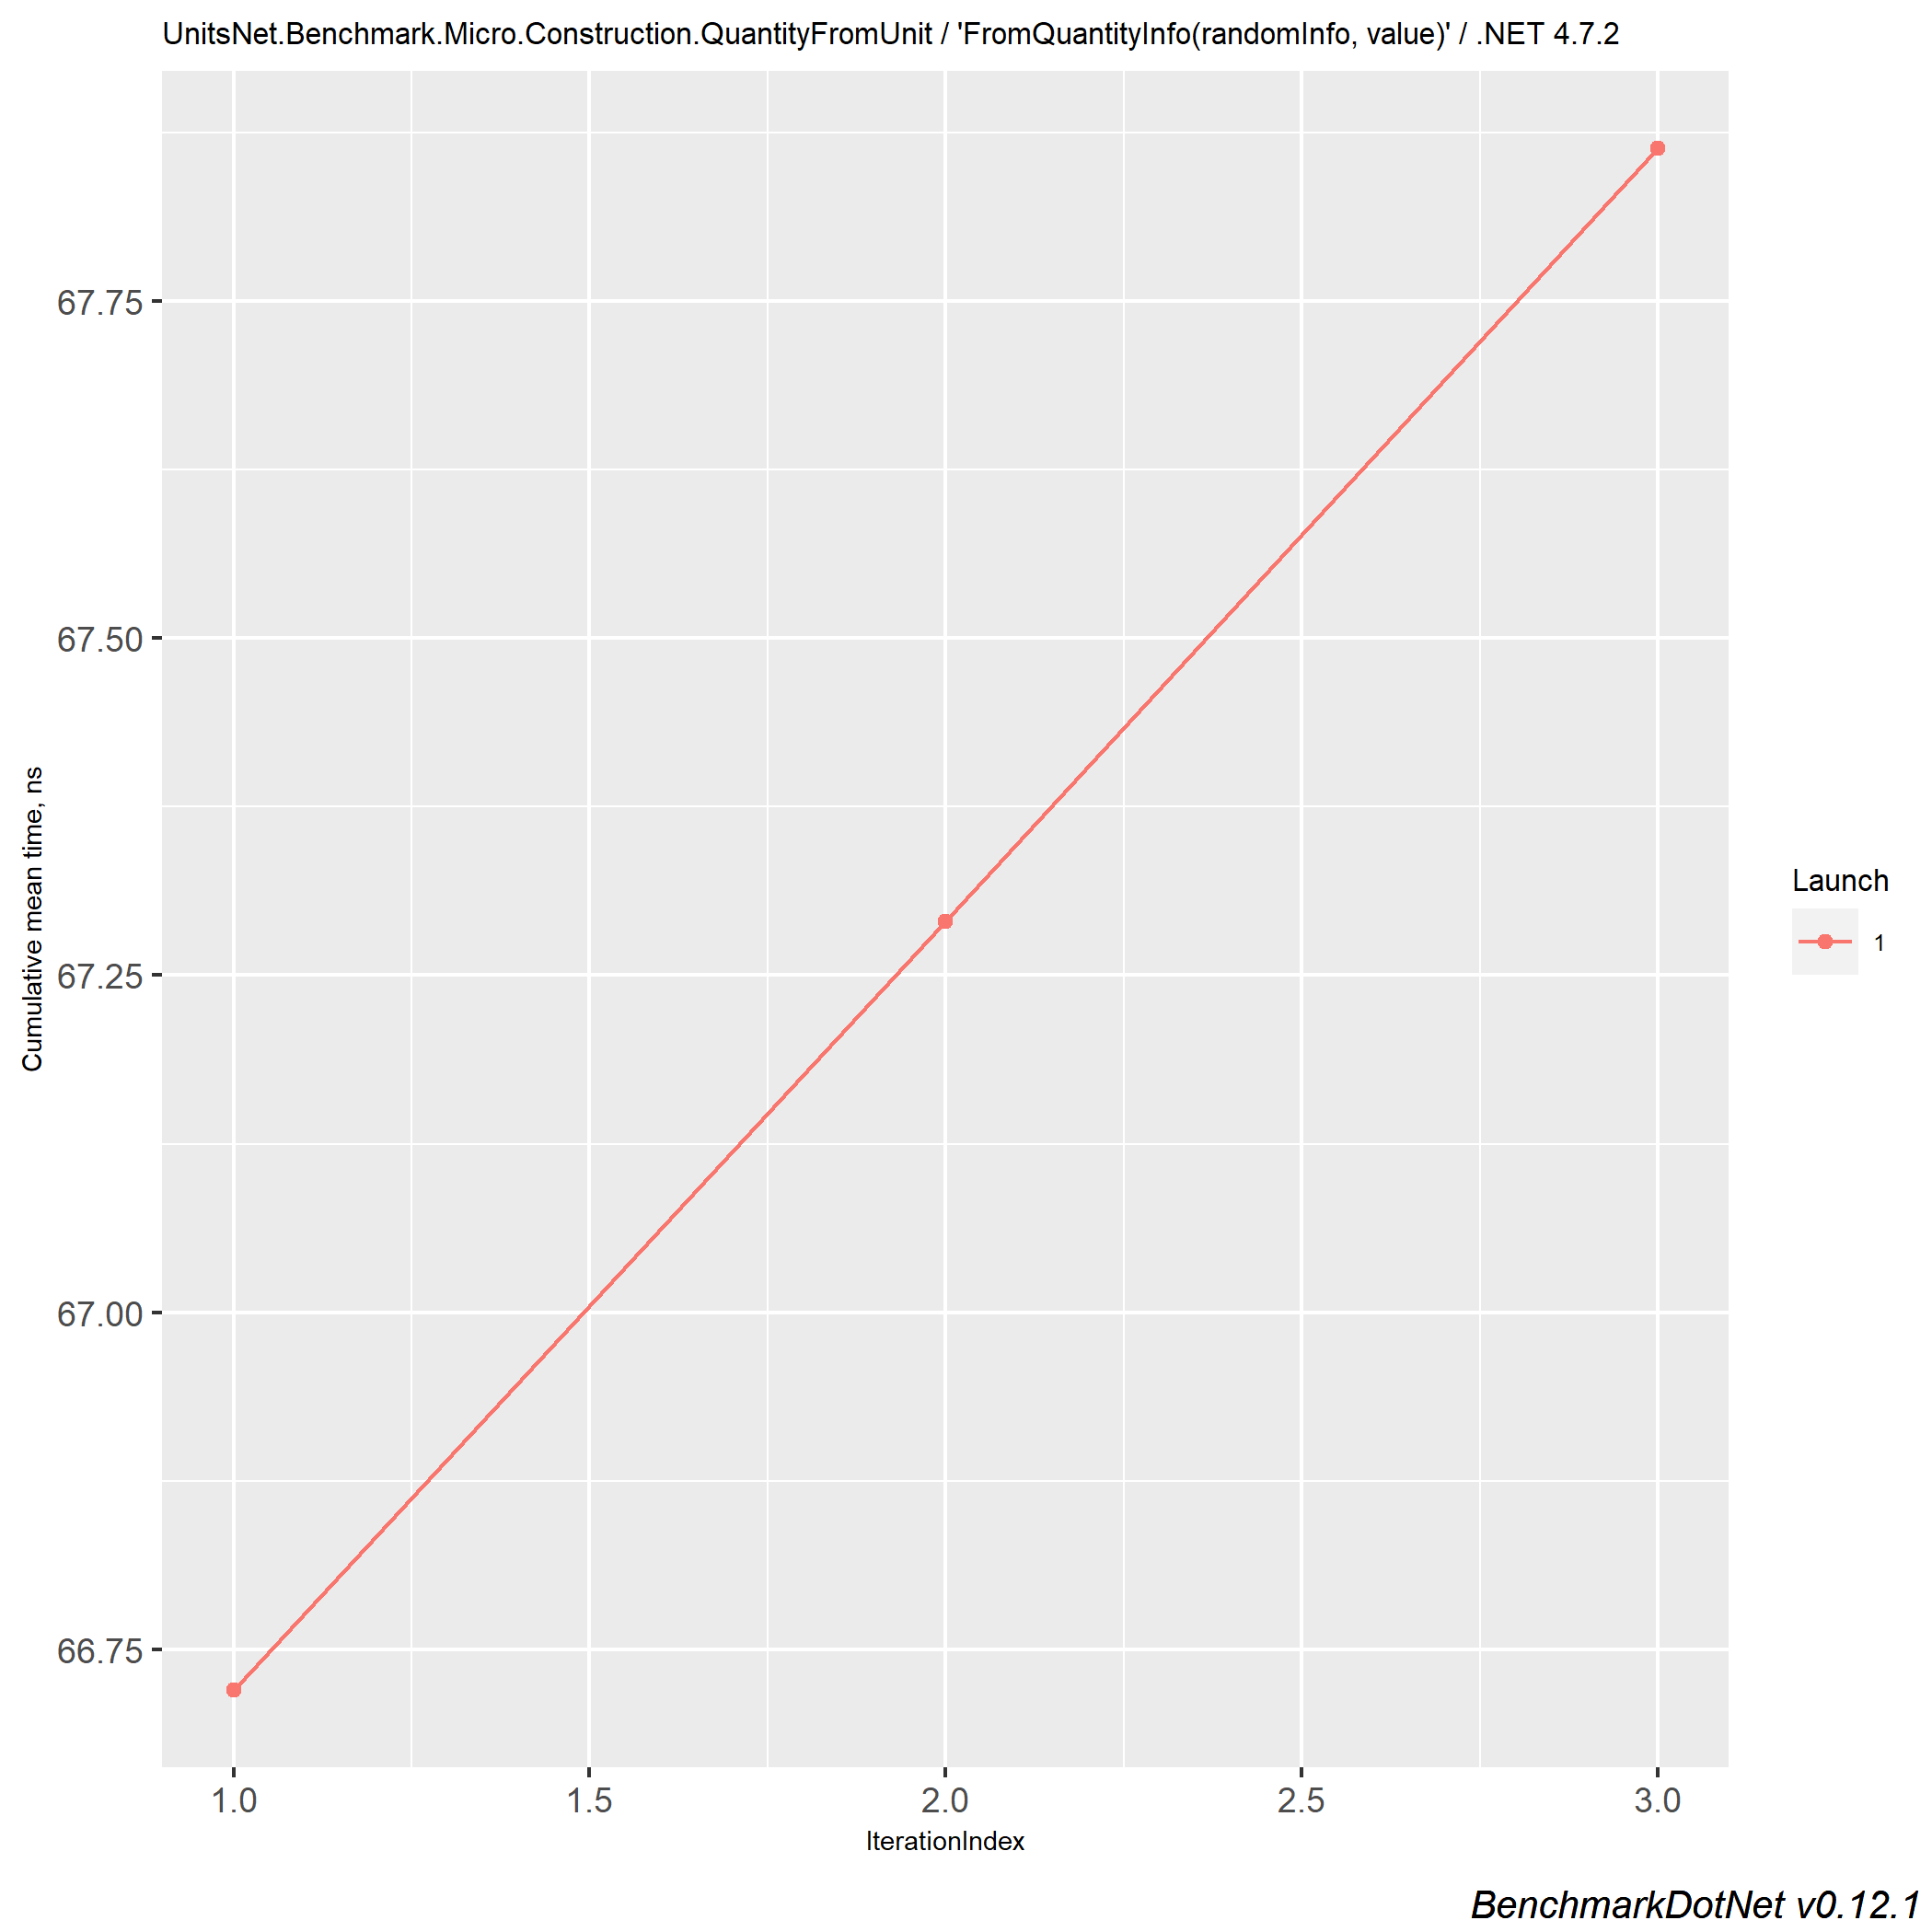 UnitsNet.Benchmark.Micro.Construction.QuantityFromUnit / 'FromQuantityInfo(randomInfo, value)' / .NET 4.7.2
67.75
67.50
67.25
67.00
66.75
Cumulative mean time, ns
1.0
1.5
2.0
2.5
3.0
IterationIndex
Launch
1
BenchmarkDotNet v0.12.1